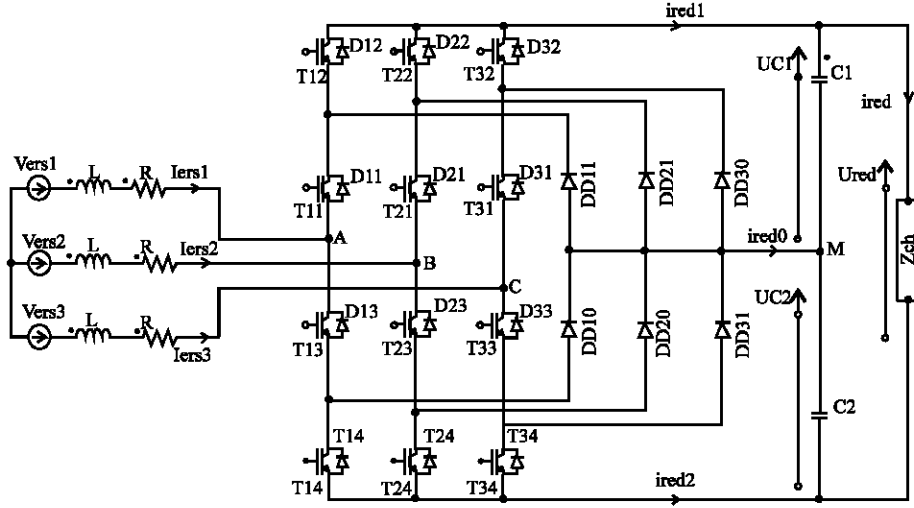 ired1
D12 D22 D32
T12 T22 T32
UC1 C1
ired
Vers1 L R Iers1
D11 D21 D31
T11 T21 T31
DD11 DD21 DD30
Ured
A
Vers2 L R Iers2
B
ired0 M
Zch
C
Vers3 L R Iers3
D13 D23 D33
T13 T23 T33
DD10 DD20 DD31
UC2
C2
T14 T24 T34
T14 T24 T34
ired2